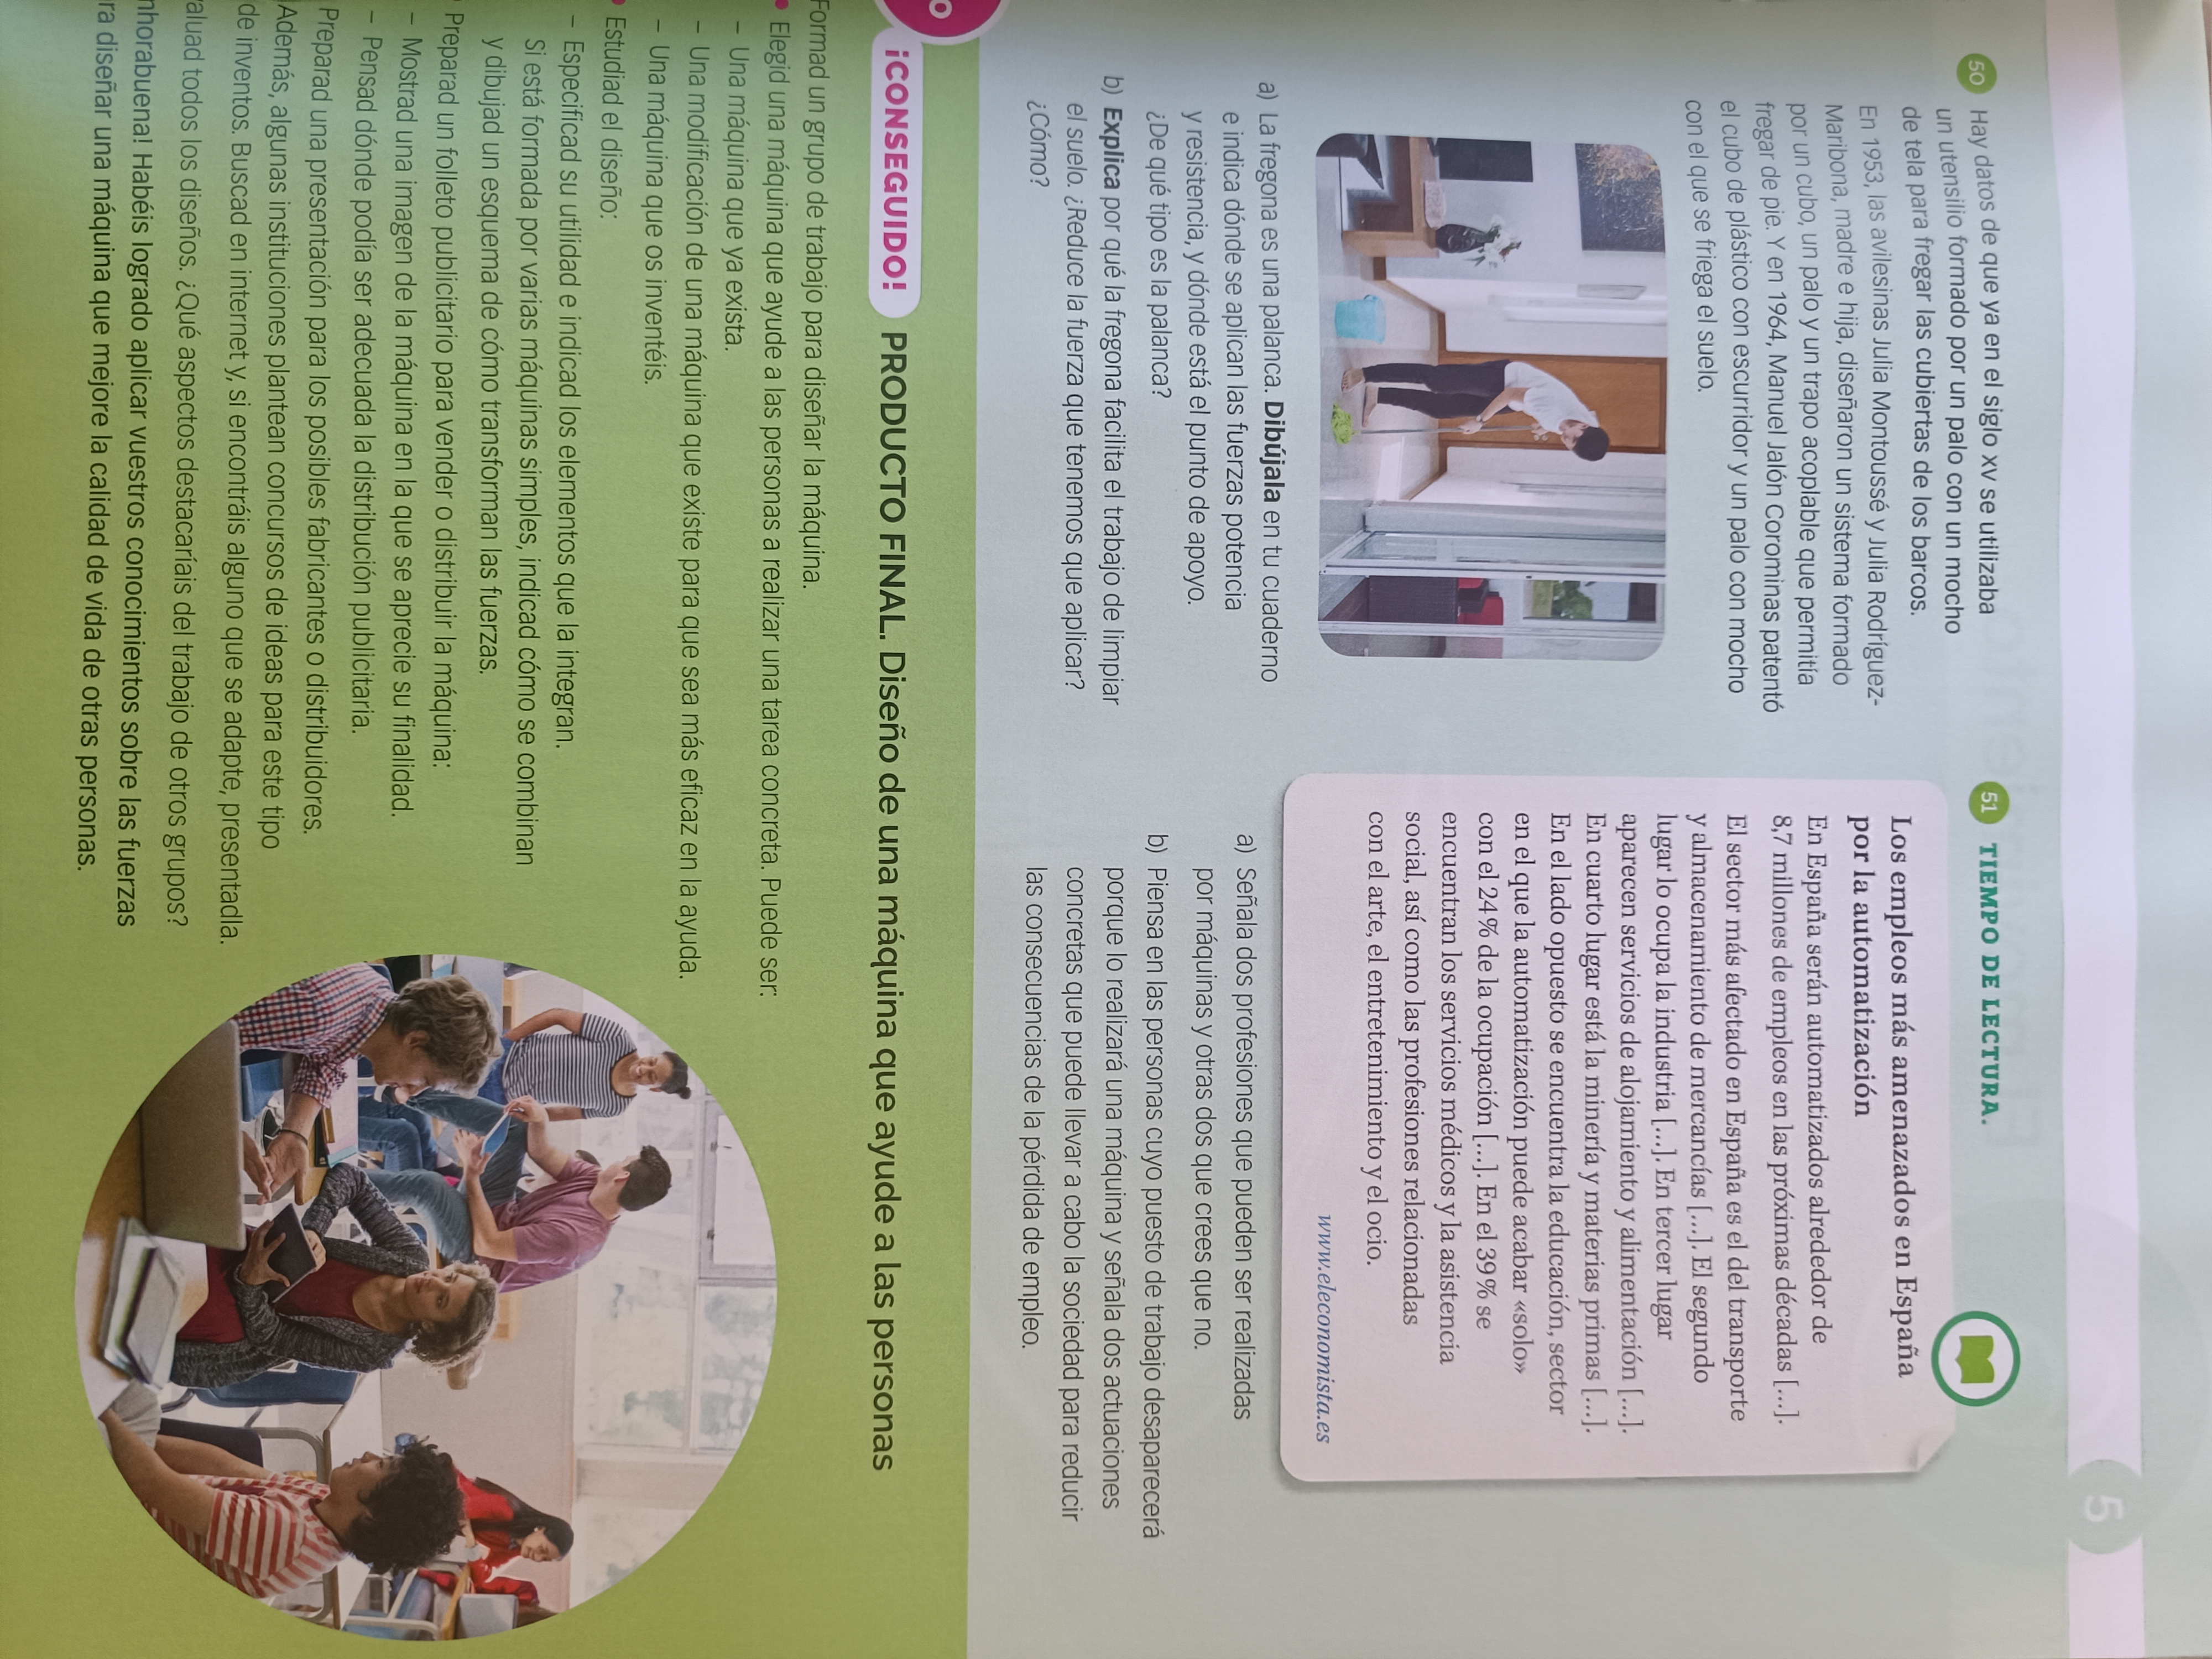 5
50 Hay datos de que ya en el siglo XV se utilizaba
un utensilio formado por un palo con un mocho
de tela para fregar las cubiertas de los barcos.
En 1953, las avilesinas Julia Montoussé y Julia Rodríguez-
Maribona, madre e hija, diseñaron un sistema formado
por un cubo, un palo y un trapo acoplable que permitía
fregar de pie. Y en 1964, Manuel Jalón Corominas patentó
el cubo de plástico con escurridor y un palo con mocho
con el que se friega el suelo.
a) La fregona es una palanca. Dibújala en tu cuaderno
e indica dónde se aplican las fuerzas potencia
y resistencia, y dónde está el punto de apoyo.
¿De qué tipo es la palanca?
b) Explica por qué la fregona facilita el trabajo de limpiar
el suelo. ¿Reduce la fuerza que tenemos que aplicar?
¿Cómo?
51 TIEMPO DE LECTURA.
Los empleos más amenazados en España
por la automatización
En España serán automatizados alrededor de
8,7 millones de empleos en las próximas décadas [...].
El sector más afectado en España es el del transporte
y almacenamiento de mercancías [...]. El segundo
lugar lo ocupa la industria [...]. En tercer lugar
aparecen servicios de alojamiento y alimentación [...].
En cuarto lugar está la minería y materias primas [...].
En el lado opuesto se encuentra la educación, sector
en el que la automatización puede acabar «solo»
con el 24 % de la ocupación [...]. En el 39 % se
encuentran los servicios médicos y la asistencia
social, así como las profesiones relacionadas
con el arte, el entretenimiento y el ocio.
www.eleconomista.es
a) Señala dos profesiones que pueden ser realizadas
por máquinas y otras dos que crees que no.
b) Piensa en las personas cuyo puesto de trabajo desaparecerá
porque lo realizará una máquina y señala dos actuaciones
concretas que puede llevar a cabo la sociedad para reducir
las consecuencias de la pérdida de empleo.
¡CONSEGUIDO! PRODUCTO FINAL. Diseño de una máquina que ayude a las personas
Formad un grupo de trabajo para diseñar la máquina.
• Elegid una máquina que ayude a las personas a realizar una tarea concreta. Puede ser:
– Una máquina que ya exista.
– Una modificación de una máquina que existe para que sea más eficaz en la ayuda.
– Una máquina que os inventéis.
• Estudiad el diseño:
– Especificad su utilidad e indicad los elementos que la integran.
Si está formada por varias máquinas simples, indicad cómo se combinan
y dibujad un esquema de cómo transforman las fuerzas.
Preparad un folleto publicitario para vender o distribuir la máquina:
– Mostrad una imagen de la máquina en la que se aprecie su finalidad.
– Pensad dónde podía ser adecuada la distribución publicitaria.
Preparad una presentación para los posibles fabricantes o distribuidores.
Además, algunas instituciones plantean concursos de ideas para este tipo
de inventos. Buscad en internet y, si encontráis alguno que se adapte, presentadla.
aluad todos los diseños. ¿Qué aspectos destacaríais del trabajo de otros grupos?
nhorabuena! Habéis logrado aplicar vuestros conocimientos sobre las fuerzas
ra diseñar una máquina que mejore la calidad de vida de otras personas.